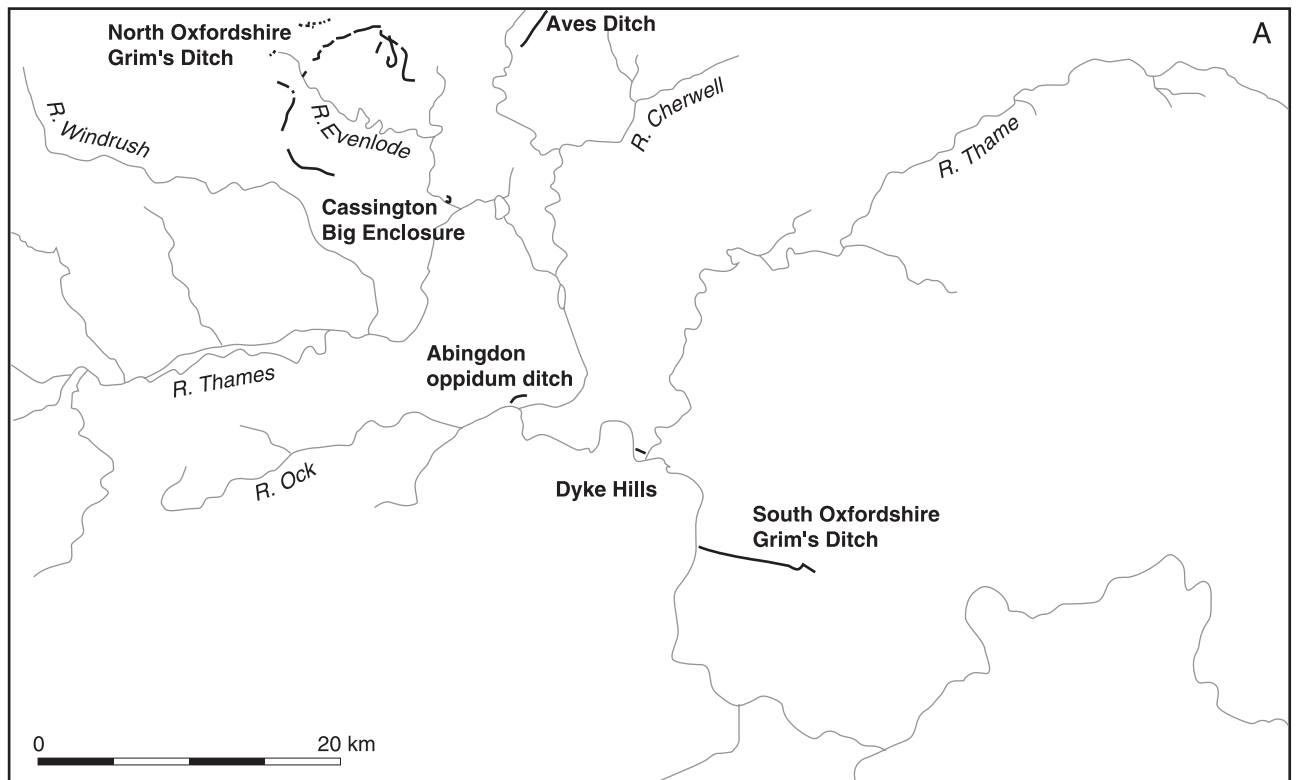 A
North Oxfordshire
Grim's Ditch
Aves Ditch
R. Windrush
R. Evenlode
R. Cherwell
R. Thame
Cassington
Big Enclosure
Abingdon
oppidum ditch
R. Thames
R. Ock
Dyke Hills
South Oxfordshire
Grim's Ditch
0 20 km